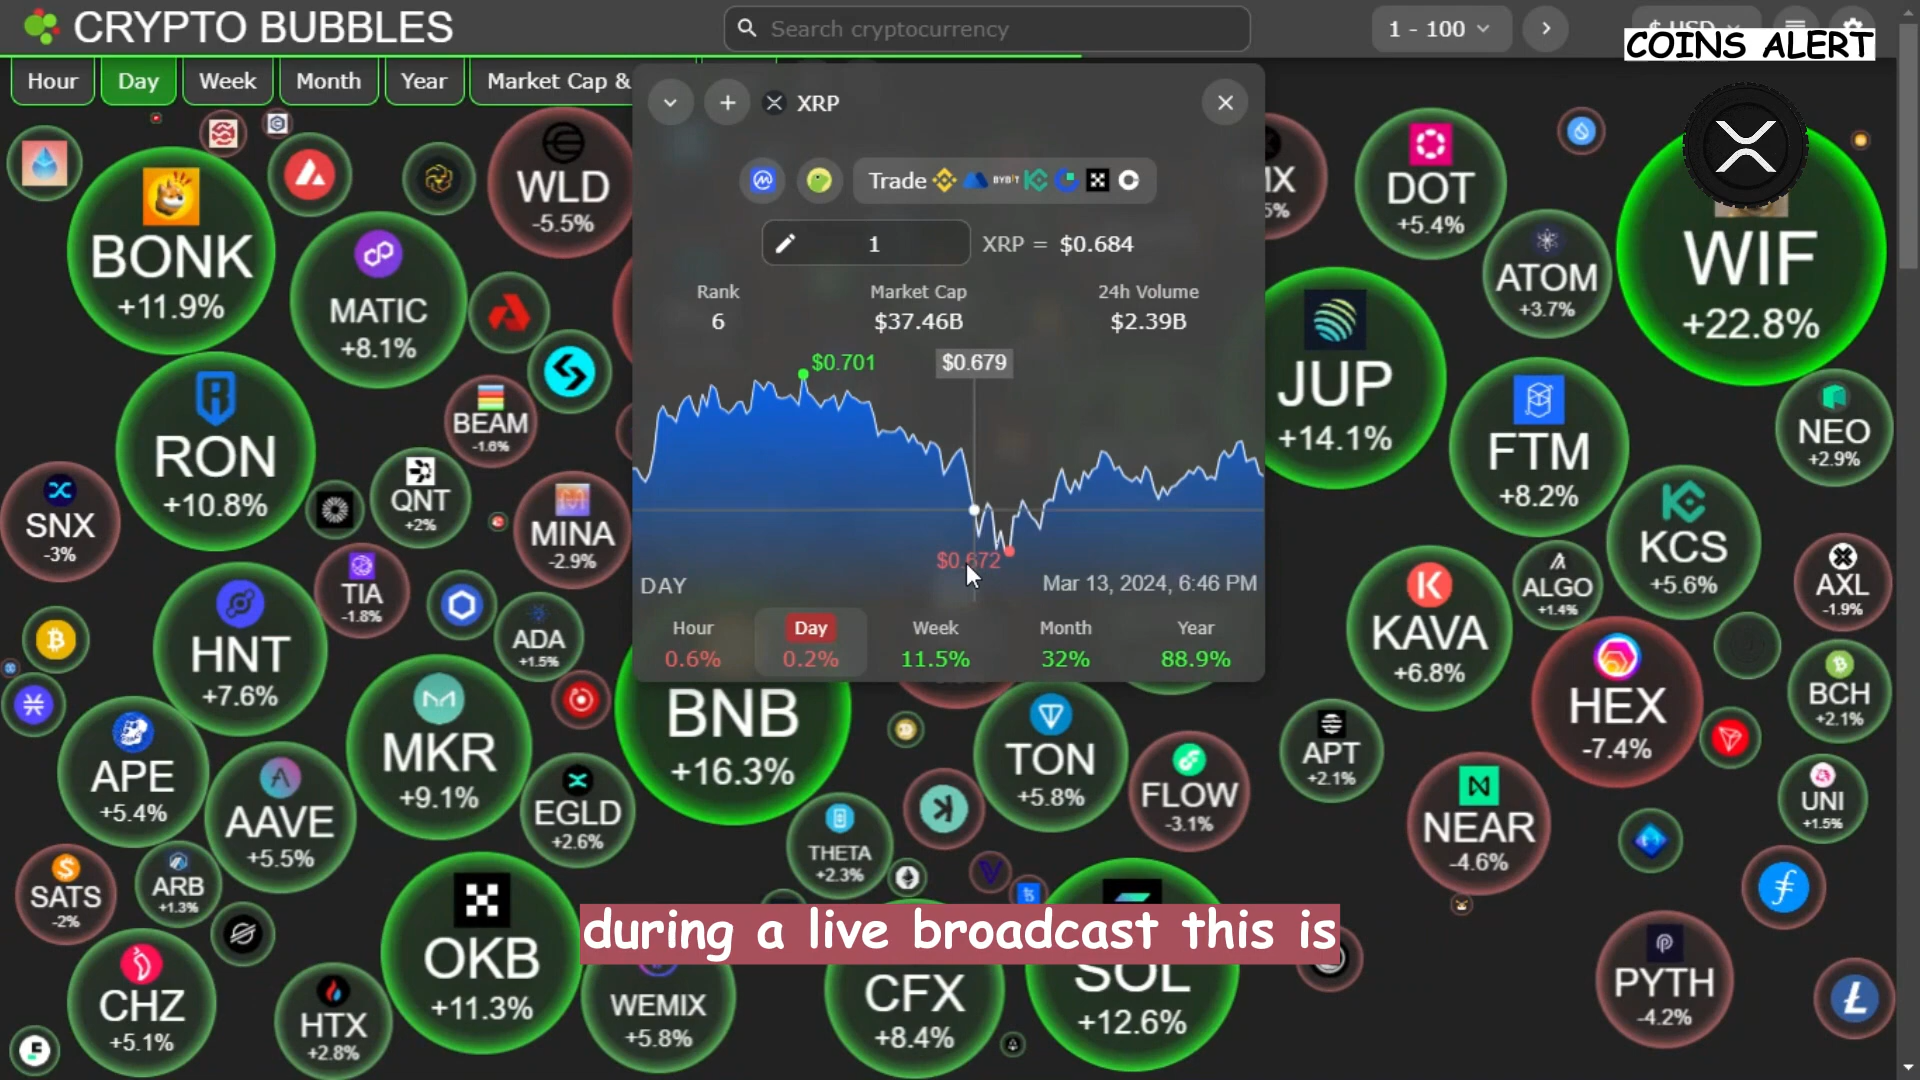 CRYPTO BUBBLES
Search cryptocurrency
1 - 100
COINS ALERT
Hour
Day
Week
Month
Year
Market Cap &
XRP
Trade
BYBIT
1
XRP = $0.684
Rank
Market Cap
24h Volume
6
$37.46B
$2.39B
$0.701
$0.679
$0.672
DAY
Mar 13, 2024, 6:46 PM
Hour
Day
Week
Month
Year
0.6%
0.2%
11.5%
32%
88.9%
BONK
+11.9%
MATIC
+8.1%
WLD
-5.5%
DOT
+5.4%
ATOM
+3.7%
WIF
+22.8%
RON
+10.8%
BEAM
-1.6%
QNT
+2%
SNX
-3%
MINA
-2.9%
TIA
-1.8%
JUP
+14.1%
FTM
+8.2%
NEO
+2.9%
KCS
+5.6%
ALGO
+1.4%
AXL
-1.9%
HNT
+7.6%
ADA
+1.5%
KAVA
+6.8%
HEX
-7.4%
BCH
+2.1%
APE
+5.4%
AAVE
+5.5%
MKR
+9.1%
EGLD
+2.6%
BNB
+16.3%
TON
+5.8%
FLOW
-3.1%
APT
+2.1%
NEAR
-4.6%
UNI
+1.5%
THETA
+2.3%
SATS
-2%
ARB
+1.3%
during a live broadcast this is
CHZ
+5.1%
HTX
+2.8%
OKB
+11.3%
WEMIX
+5.8%
CFX
+8.4%
SOL
+12.6%
PYTH
-4.2%